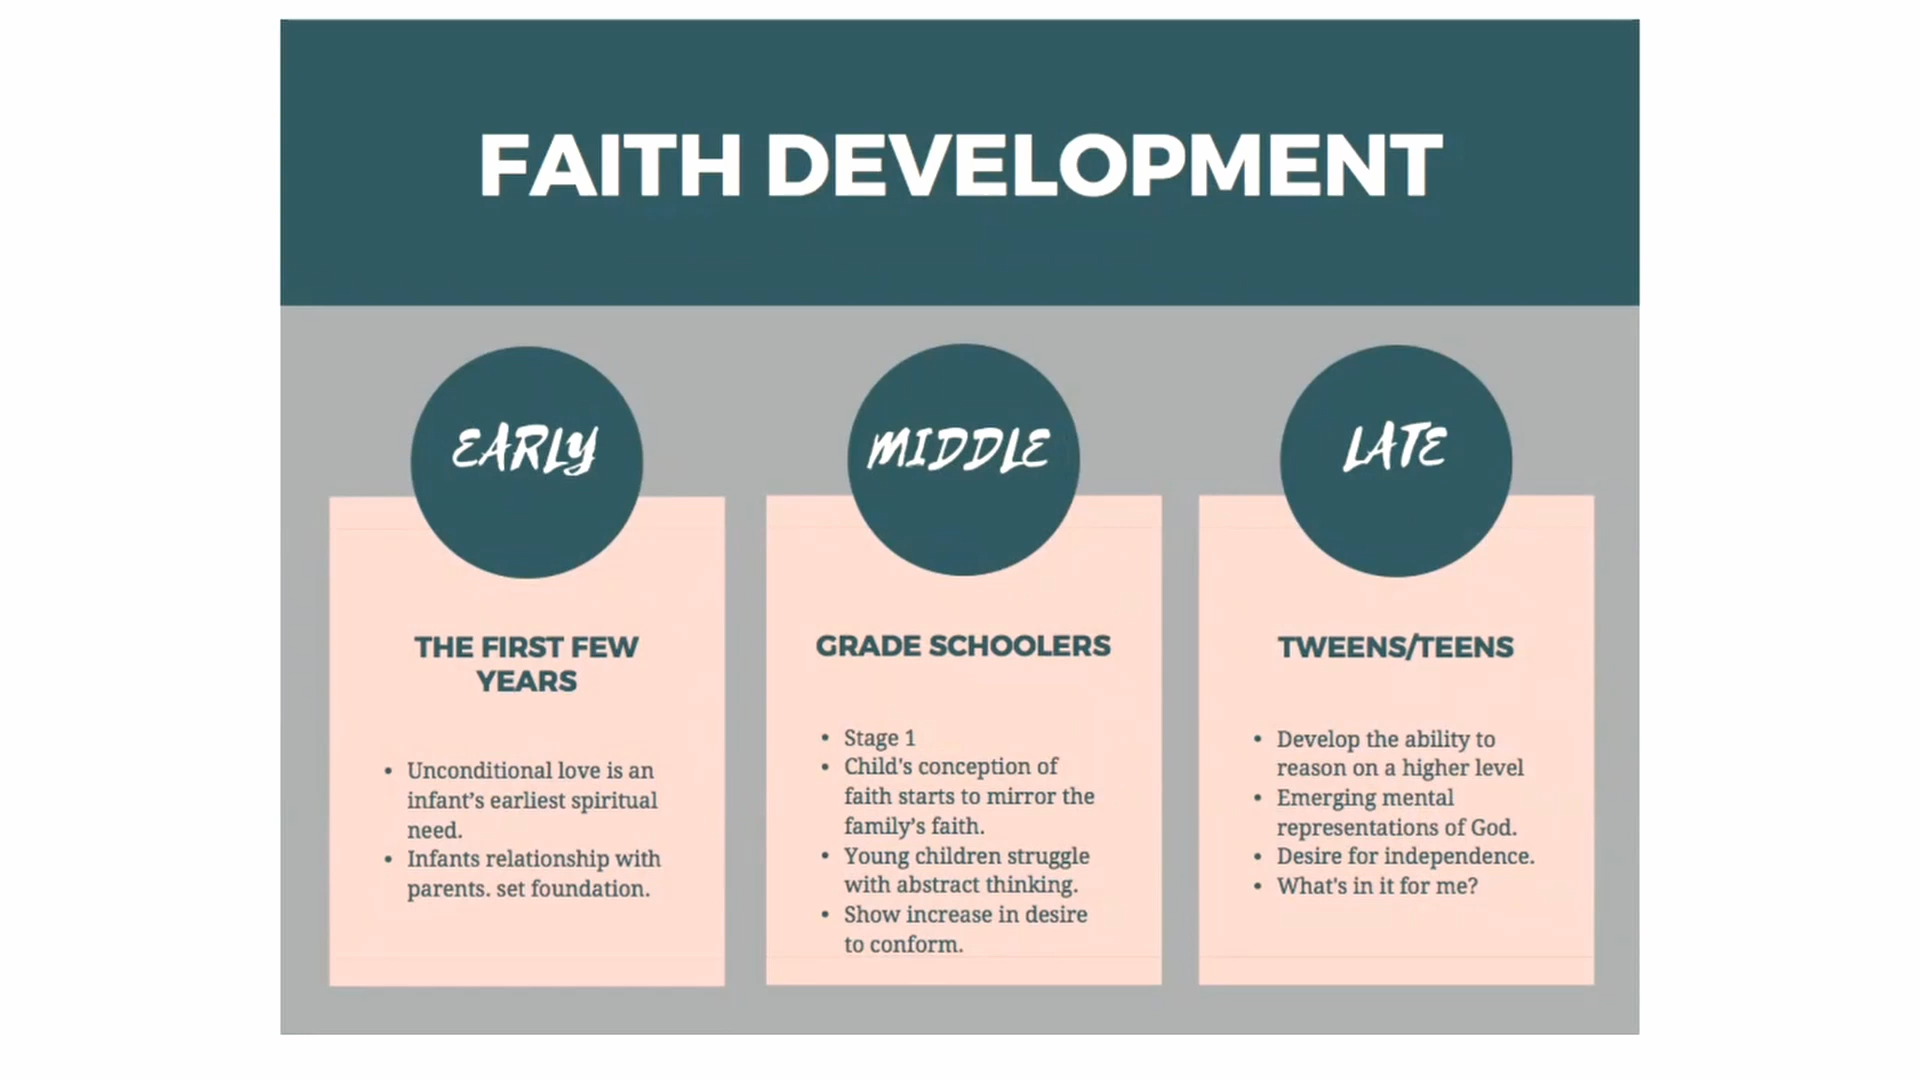 FAITH DEVELOPMENT
EARLY
THE FIRST FEW
YEARS
• Unconditional love is an
infant’s earliest spiritual
need.
• Infants relationship with
parents. set foundation.
MIDDLE
GRADE SCHOOLERS
• Stage 1
• Child's conception of
faith starts to mirror the
family’s faith.
• Young children struggle
with abstract thinking.
• Show increase in desire
to conform.
LATE
TWEENS/TEENS
• Develop the ability to
reason on a higher level
• Emerging mental
representations of God.
• Desire for independence.
• What's in it for me?